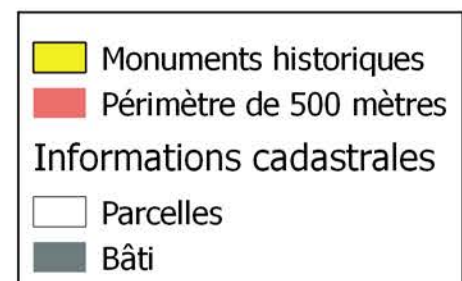 Monuments historiques
Périmètre de 500 mètres
Informations cadastrales
Parcelles
Bâti